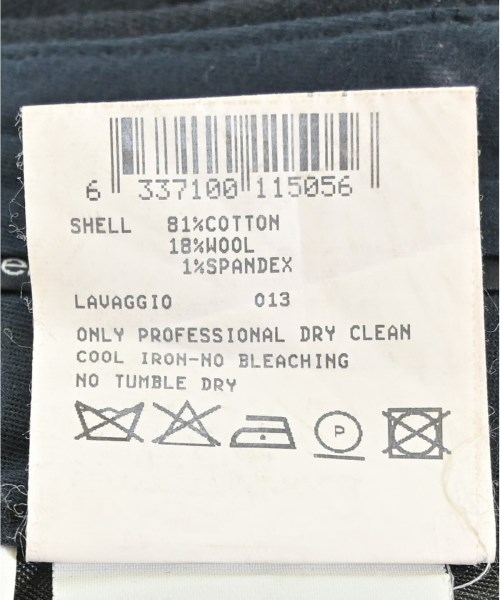 6 337100 115056
SHELL 81%COTTON
18%WOOL
1%SPANDEX
LAVAGGIO 013
ONLY PROFESSIONAL DRY CLEAN
COOL IRON-NO BLEACHING
NO TUMBLE DRY
P